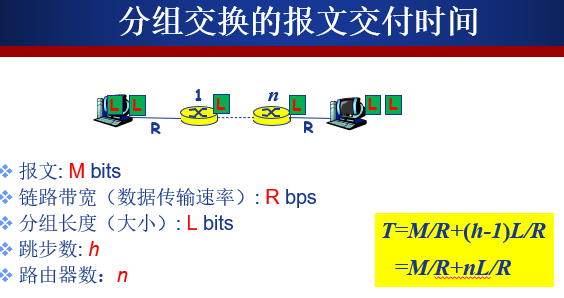 分组交换的报文交付时间
L L 1 L n L L L
R R
报文: M bits
链路带宽（数据传输速率）: R bps
分组长度（大小）: L bits
跳步数: h
路由器数：n
T=M/R+(h-1)L/R
=M/R+nL/R